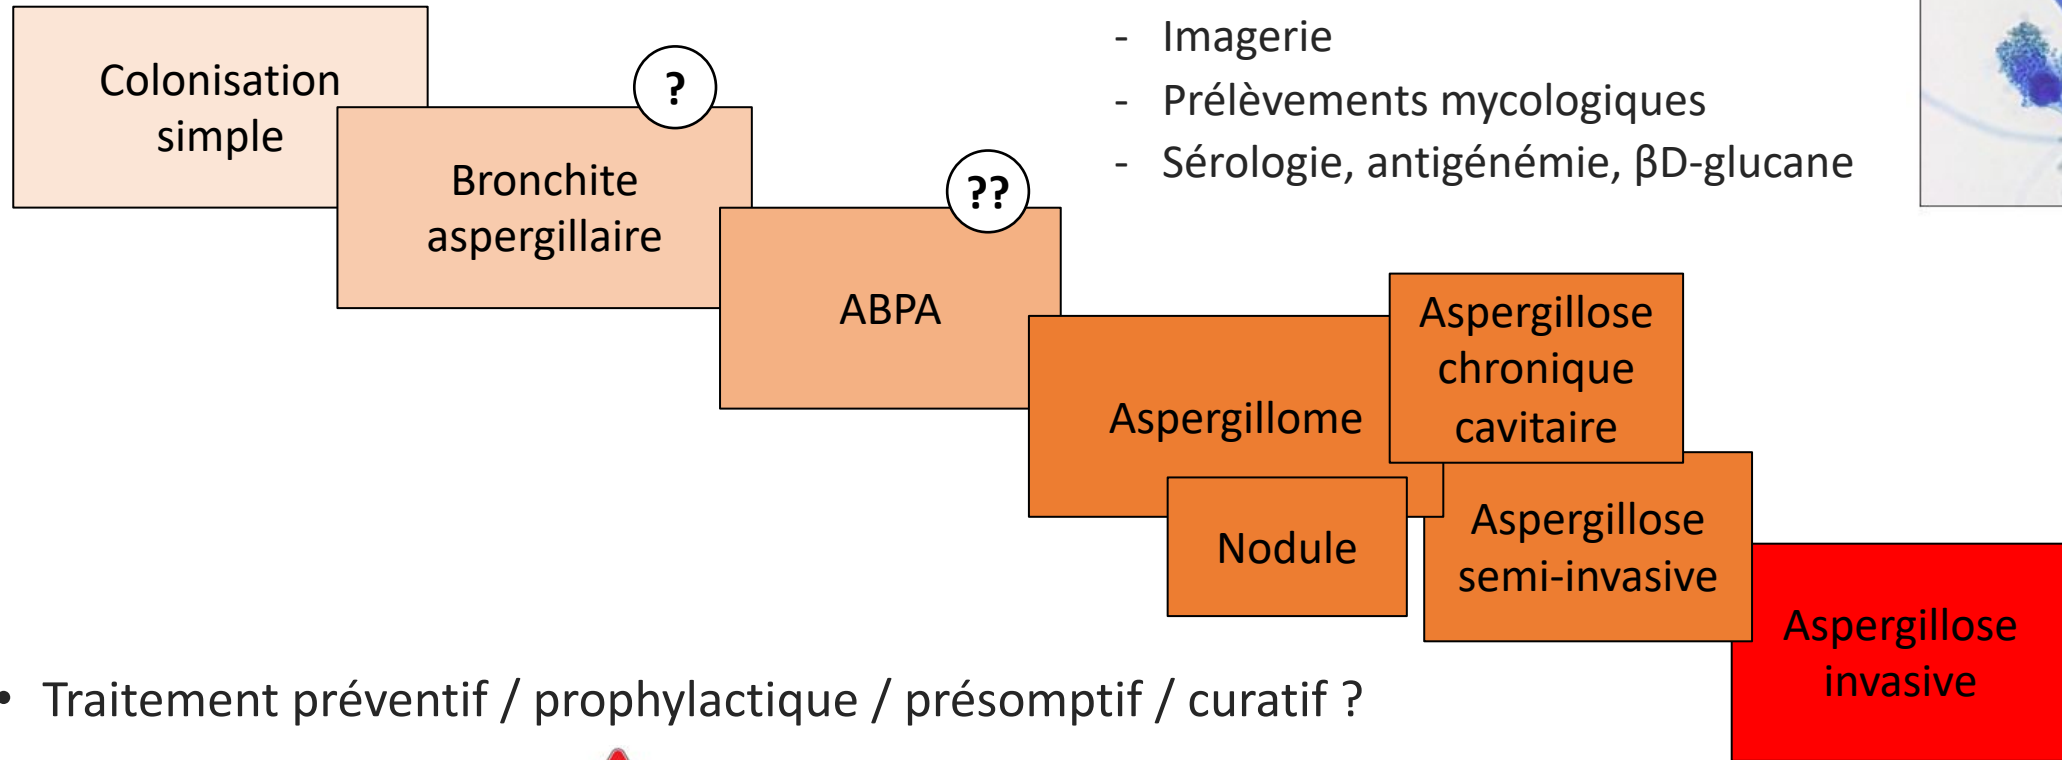 - Imagerie
- Prélèvements mycologiques
- Sérologie, antigénémie, βD-glucane
Colonisation
simple
?
Bronchite
aspergillaire
??
ABPA
Aspergillome
Aspergillose
chronique
cavitaire
Nodule
Aspergillose
semi-invasive
Aspergillose
invasive
• Traitement préventif / prophylactique / présomptif / curatif ?